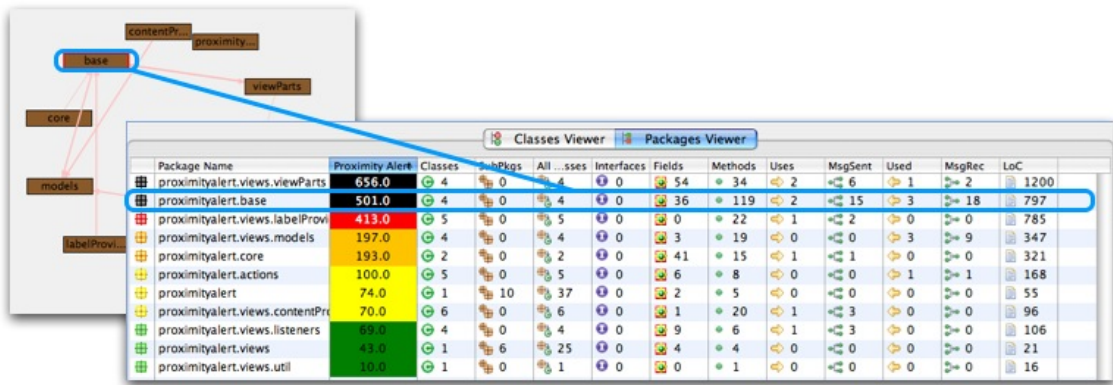 contentPr...
proximity...
base
viewParts
core
models
labelProvi...
Classes Viewer Packages Viewer
Package Name Proximity Alert Classes SubPkgs All ...sses Interfaces Fields Methods Uses MsgSent Used MsgRec LoC
proximityalert.views.viewParts 656.0 4 0 4 0 54 34 2 6 1 2 1200
proximityalert.base 501.0 4 0 4 0 36 119 2 15 3 18 797
proximityalert.views.labelProvi 413.0 5 0 5 0 0 22 1 2 0 0 785
proximityalert.views.models 197.0 4 0 4 0 3 19 0 0 3 9 347
proximityalert.core 193.0 2 0 2 0 41 15 1 1 0 0 321
proximityalert.actions 100.0 5 0 5 0 6 8 0 0 1 1 168
proximityalert 74.0 1 10 37 0 2 5 0 0 0 0 55
proximityalert.views.contentPro 70.0 6 0 6 0 1 20 1 3 0 0 96
proximityalert.views.listeners 69.0 4 0 4 0 9 6 1 3 0 0 106
proximityalert.views 43.0 1 6 25 0 4 4 0 0 0 0 21
proximityalert.views.util 10.0 1 0 1 0 0 1 0 0 0 0 16